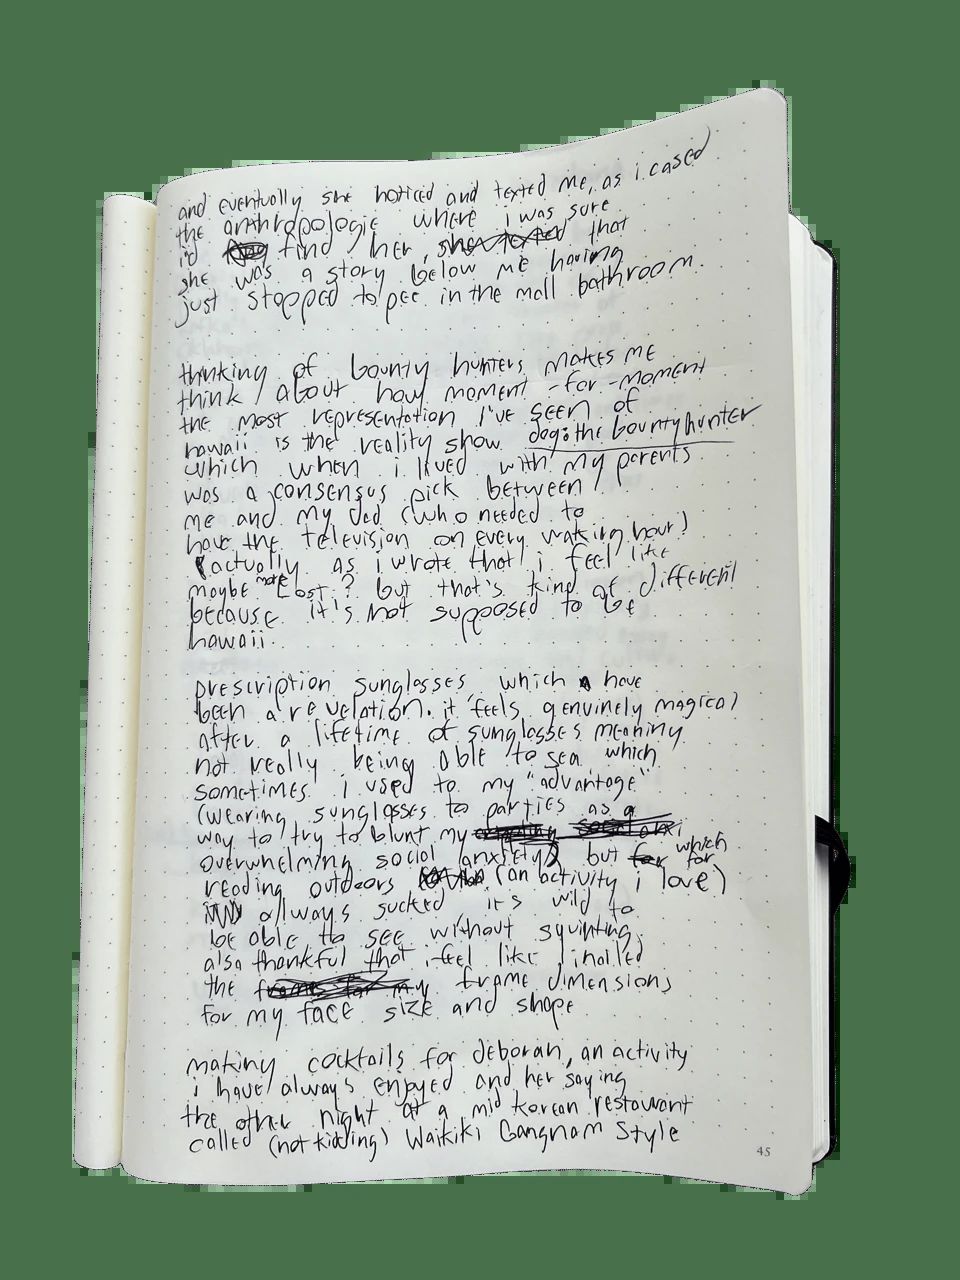 and eventually she noticed and texted me, as i cased
the anthropologie where i was sure
i'd find her, she texted that
she was a story below me having
just stopped to pee in the mall bathroom.
thinking of bounty hunters makes me
think about how moment-for-moment
the most representation i've seen of
hawaii is the reality show dog: the bounty hunter
which when i lived with my parents
was a consensus pick between
me and my dad (who needed to
have the television on every waking hour)
(actually as i wrote that i feel like
maybe more Lost? but that's kind of different
because it's not supposed to be
hawaii.
prescription sunglasses which have
been a revelation. it feels genuinely magical
after a lifetime of sunglasses meaning
not really being able to see which
sometimes i used to my "advantage"
(wearing sunglasses to parties as a
way to try to blunt my
overwhelming social anxiety) but for which
reading outdoors (an activity i love) for
always sucked. it's wild to
be able to see without squinting.
also thankful that i feel like i nailed
the frames for my frame dimensions
for my face size and shape
making cocktails for deborah, an activity
i have always enjoyed and her saying
the other night at a mid korean restaurant
called (not kidding) Waikiki Gangnam Style
45